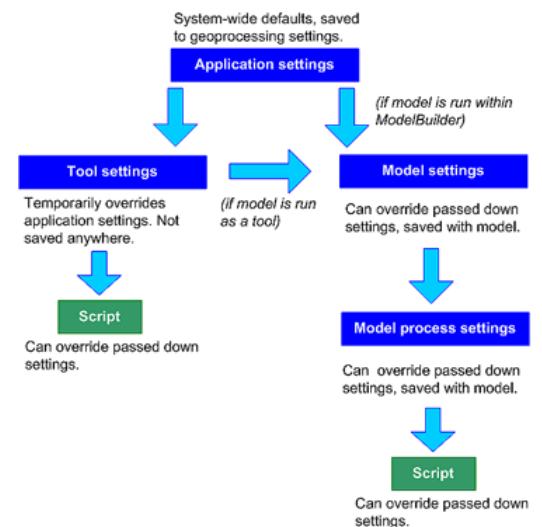 System-wide defaults, saved
to geoprocessing settings.
Application settings
(if model is run within
ModelBuilder)
Tool settings
Model settings
Temporarily overrides
application settings. Not
saved anywhere.
(if model is run
as a tool)
Can override passed down
settings, saved with model.
Script
Can override passed down
settings.
Model process settings
Can override passed down
settings, saved with model.
Script
Can override passed down
settings.